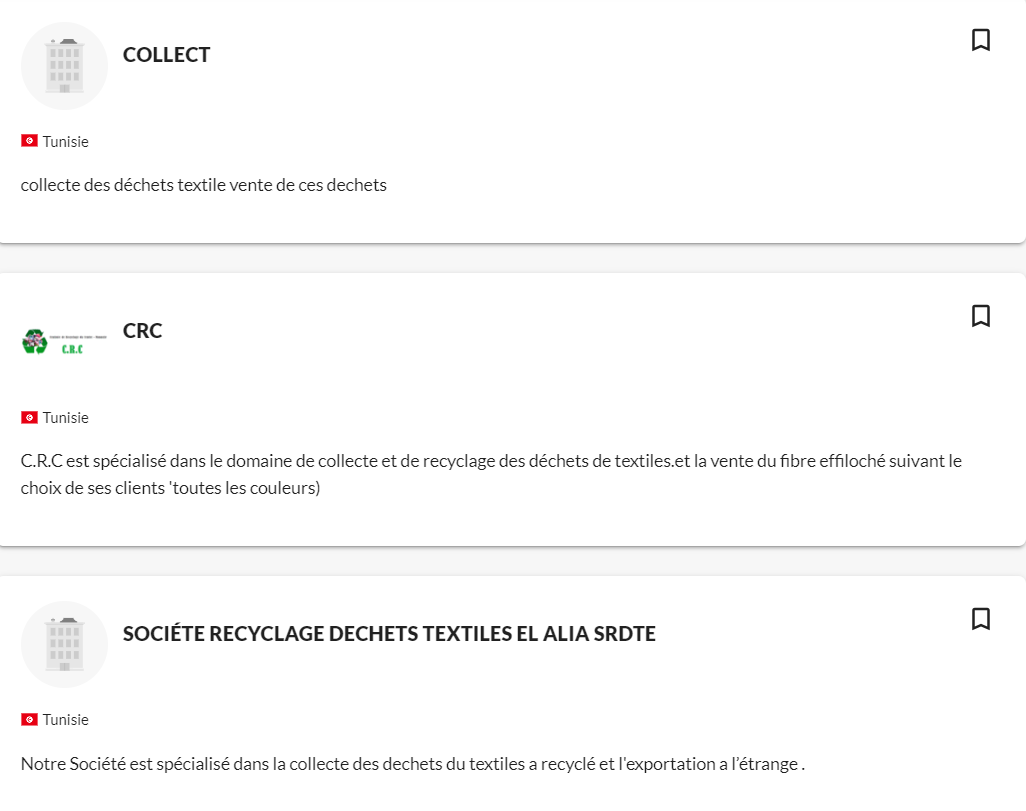 COLLECT
Tunisie
collecte des déchets textile vente de ces dechets
CRC
C.R.C
Tunisie
C.R.C est spécialisé dans le domaine de collecte et de recyclage des déchets de textiles.et la vente du fibre effiloché suivant le
choix de ses clients 'toutes les couleurs)
SOCIÉTE RECYCLAGE DECHETS TEXTILES EL ALIA SRDTE
Tunisie
Notre Société est spécialisé dans la collecte des dechets du textiles a recyclé et l'exportation a l’étrange .